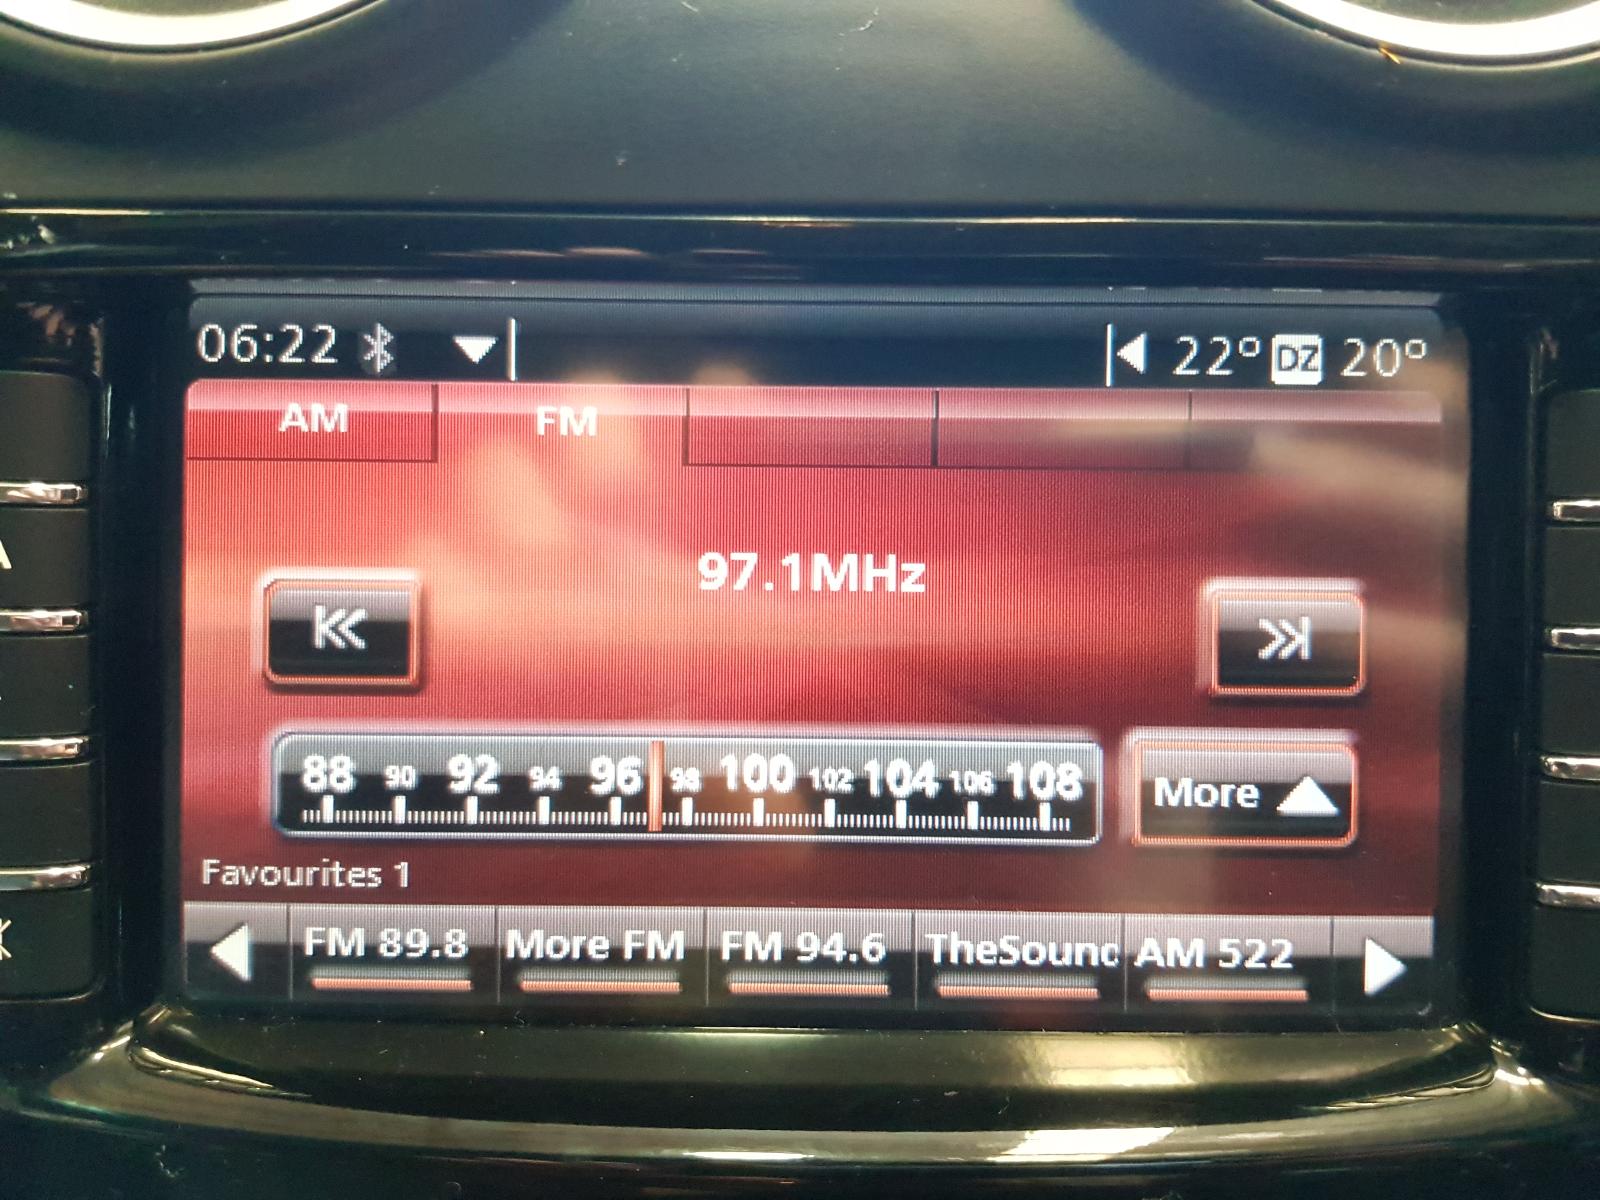 06:22 22° DZ 20°
AM FM
97.1MHz
88 90 92 94 96 98 100 102 104 106 108
More
Favourites 1
FM 89.8 More FM FM 94.6 TheSound AM 522